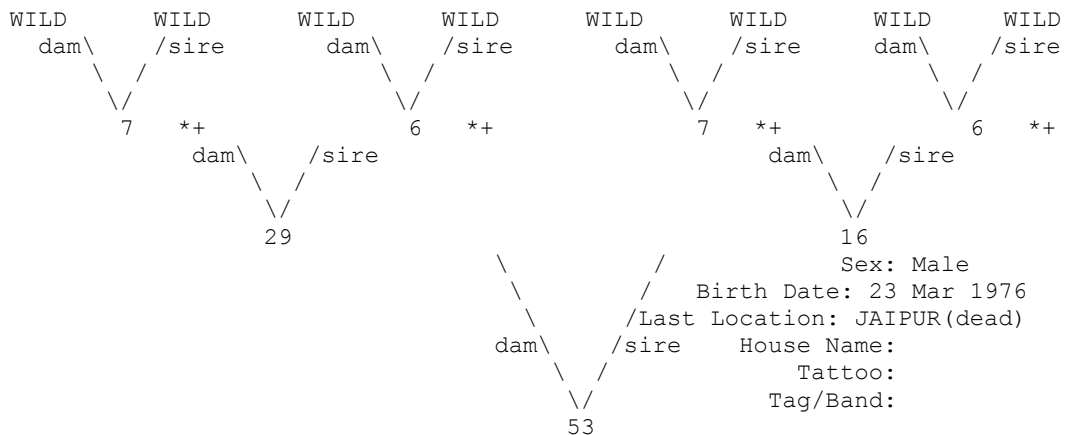 WILD WILD WILD WILD WILD WILD WILD WILD
dam\ /sire dam\ /sire dam\ /sire dam\ /sire
\ / \ / \ / \ /
\/ \/ \/ \/
7 *+ 6 *+ 7 *+ 6 *+
dam\ /sire dam\ /sire
\ / \ /
\/ \/
29 16
\ / Sex: Male
\ / Birth Date: 23 Mar 1976
\ /Last Location: JAIPUR(dead)
dam\ /sire House Name:
\ / Tattoo:
\/ Tag/Band:
53